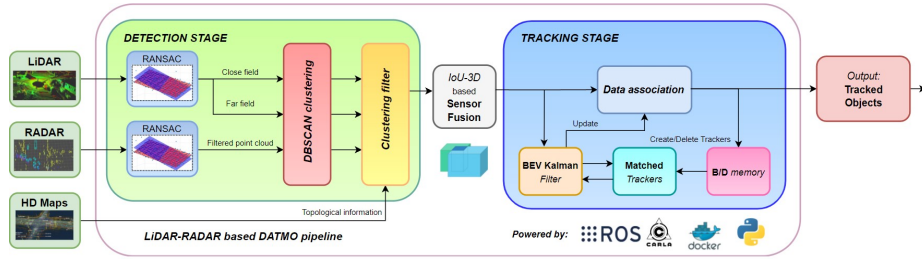 DETECTION STAGE
TRACKING STAGE
LiDAR
RADAR
HD Maps
RANSAC
RANSAC
Close field
Far field
Filtered point cloud
Topological information
DBSCAN clustering
Clustering filter
IoU-3D
based
Sensor
Fusion
Data association
Update
Create/Delete Trackers
BEV Kalman
Filter
Matched
Trackers
B/D memory
Output:
Tracked
Objects
LiDAR-RADAR based DATMO pipeline
Powered by:
ROS
CARLA
docker